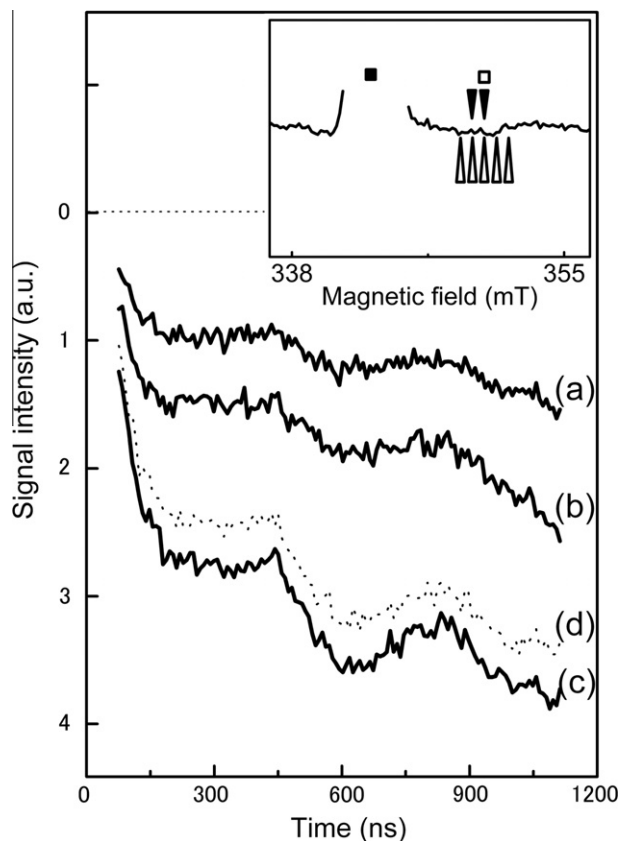 338
355
Magnetic field (mT)
0
1
2
3
4
Signal intensity (a.u.)
(a)
(b)
(d)
(c)
0
300
600
900
1200
Time (ns)